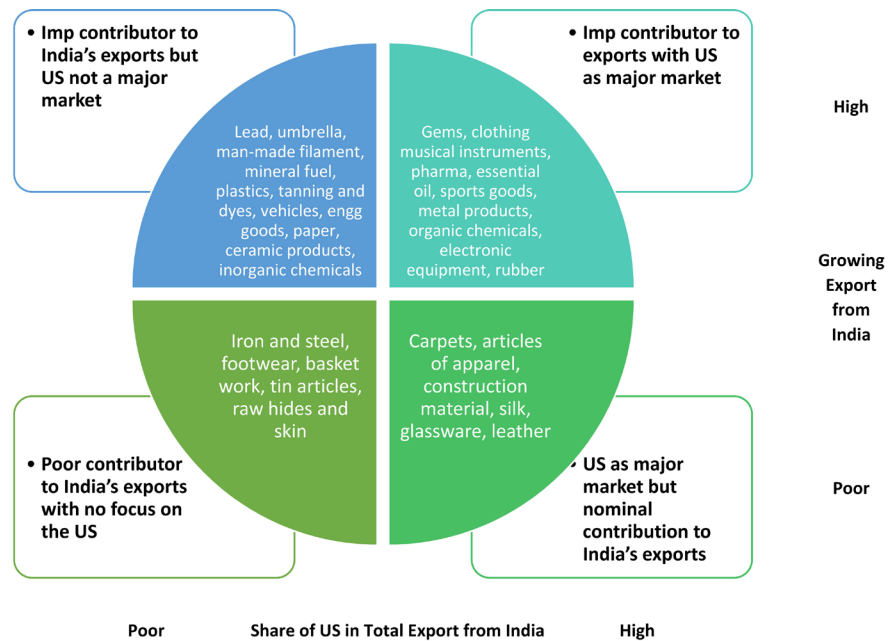 • Imp contributor to
India's exports but
US not a major
market
• Imp contributor to
exports with US
as major market
High
Lead, umbrella,
man-made filament,
mineral fuel,
plastics, tanning and
dyes, vehicles, engg
goods, paper,
ceramic products,
inorganic chemicals
Gems, clothing
musical instruments,
pharma, essential
oil, sports goods,
metal products,
organic chemicals,
electronic
equipment, rubber
Growing
Export
from
India
Iron and steel,
footwear, basket
work, tin articles,
raw hides and
skin
Carpets, articles
of apparel,
construction
material, silk,
glassware, leather
• Poor contributor
to India's exports
with no focus on
the US
• US as major
market but
nominal
contribution to
India's exports
Poor
Poor
Share of US in Total Export from India
High